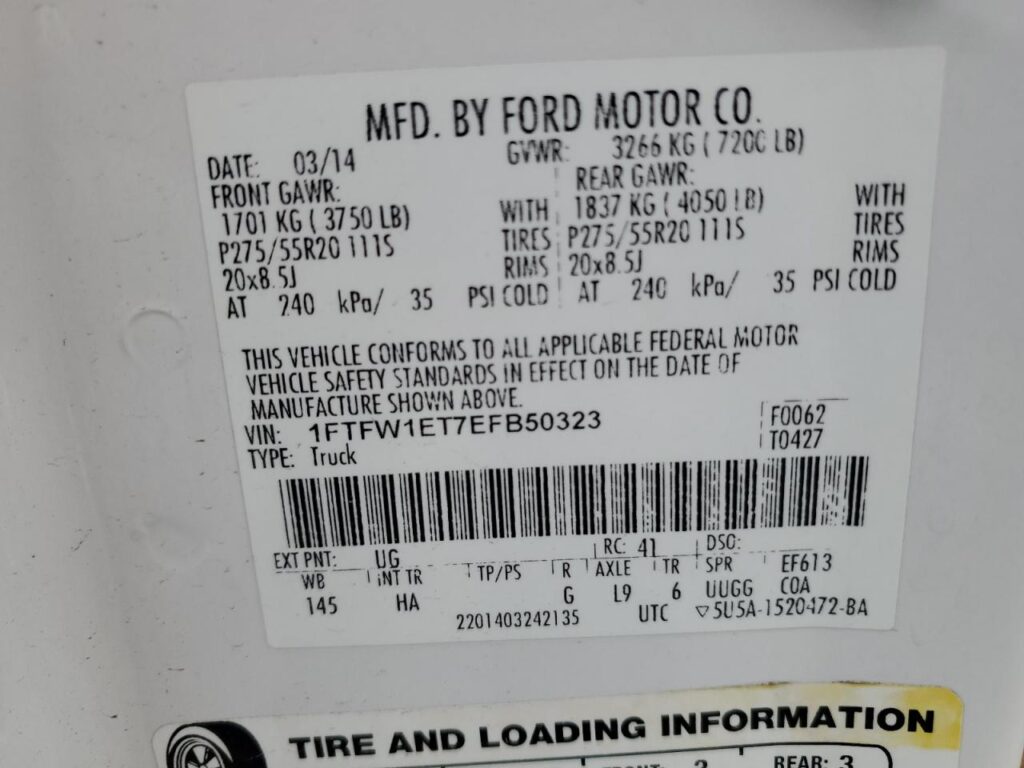 MFD. BY FORD MOTOR CO.
DATE: 03/14 GVWR: 3266 KG ( 7200 LB)
FRONT GAWR: REAR GAWR:
1701 KG ( 3750 LB) WITH 1837 KG ( 4050 LB) WITH
P275/55R20 111S TIRES P275/55R20 111S TIRES
20x8.5J RIMS 20x8.5J RIMS
AT 240 kPa/ 35 PSI COLD AT 240 kPa/ 35 PSI COLD
THIS VEHICLE CONFORMS TO ALL APPLICABLE FEDERAL MOTOR
VEHICLE SAFETY STANDARDS IN EFFECT ON THE DATE OF
MANUFACTURE SHOWN ABOVE.
VIN: 1FTFW1ET7EFB50323 F0062
TYPE: Truck T0427
EXT PNT: UG RC: 41 DSO:
WB INT TR TP/PS R AXLE TR SPR EF613
145 HA G L9 6 UUGG COA
2201403242135 UTC ▽5U5A-1520472-BA
TIRE AND LOADING INFORMATION
REAR: 3